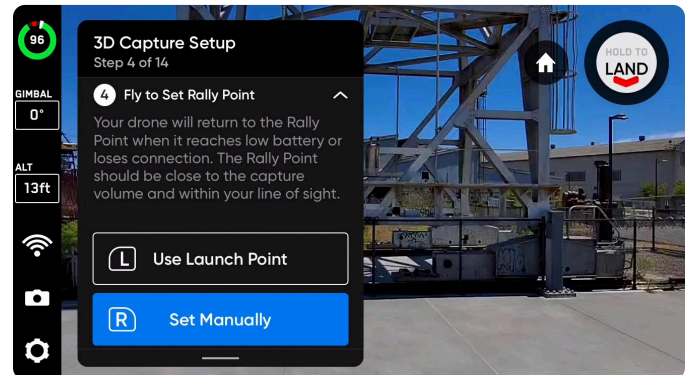 96
GIMBAL
0°
ALT
13ft
3D Capture Setup
Step 4 of 14
4 Fly to Set Rally Point
Your drone will return to the Rally
Point when it reaches low battery or
loses connection. The Rally Point
should be close to the capture
volume and within your line of sight.
L Use Launch Point
R Set Manually
HOLD TO
LAND